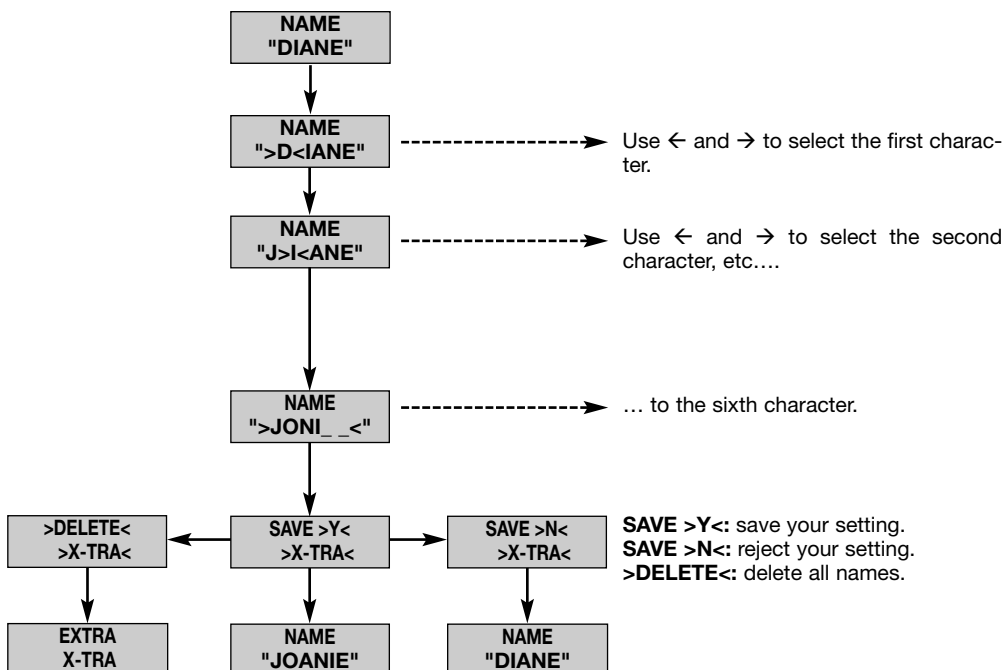 NAME
"DIANE"
NAME
">D<IANE"
Use ← and → to select the first charac-
ter.
NAME
"J>I<ANE"
Use ← and → to select the second
character, etc….
NAME
">JONI_ _<"
… to the sixth character.
>DELETE<
>X-TRA<
SAVE >Y<
>X-TRA<
SAVE >N<
>X-TRA<
SAVE >Y<: save your setting.
SAVE >N<: reject your setting.
>DELETE<: delete all names.
EXTRA
X-TRA
NAME
"JOANIE"
NAME
"DIANE"